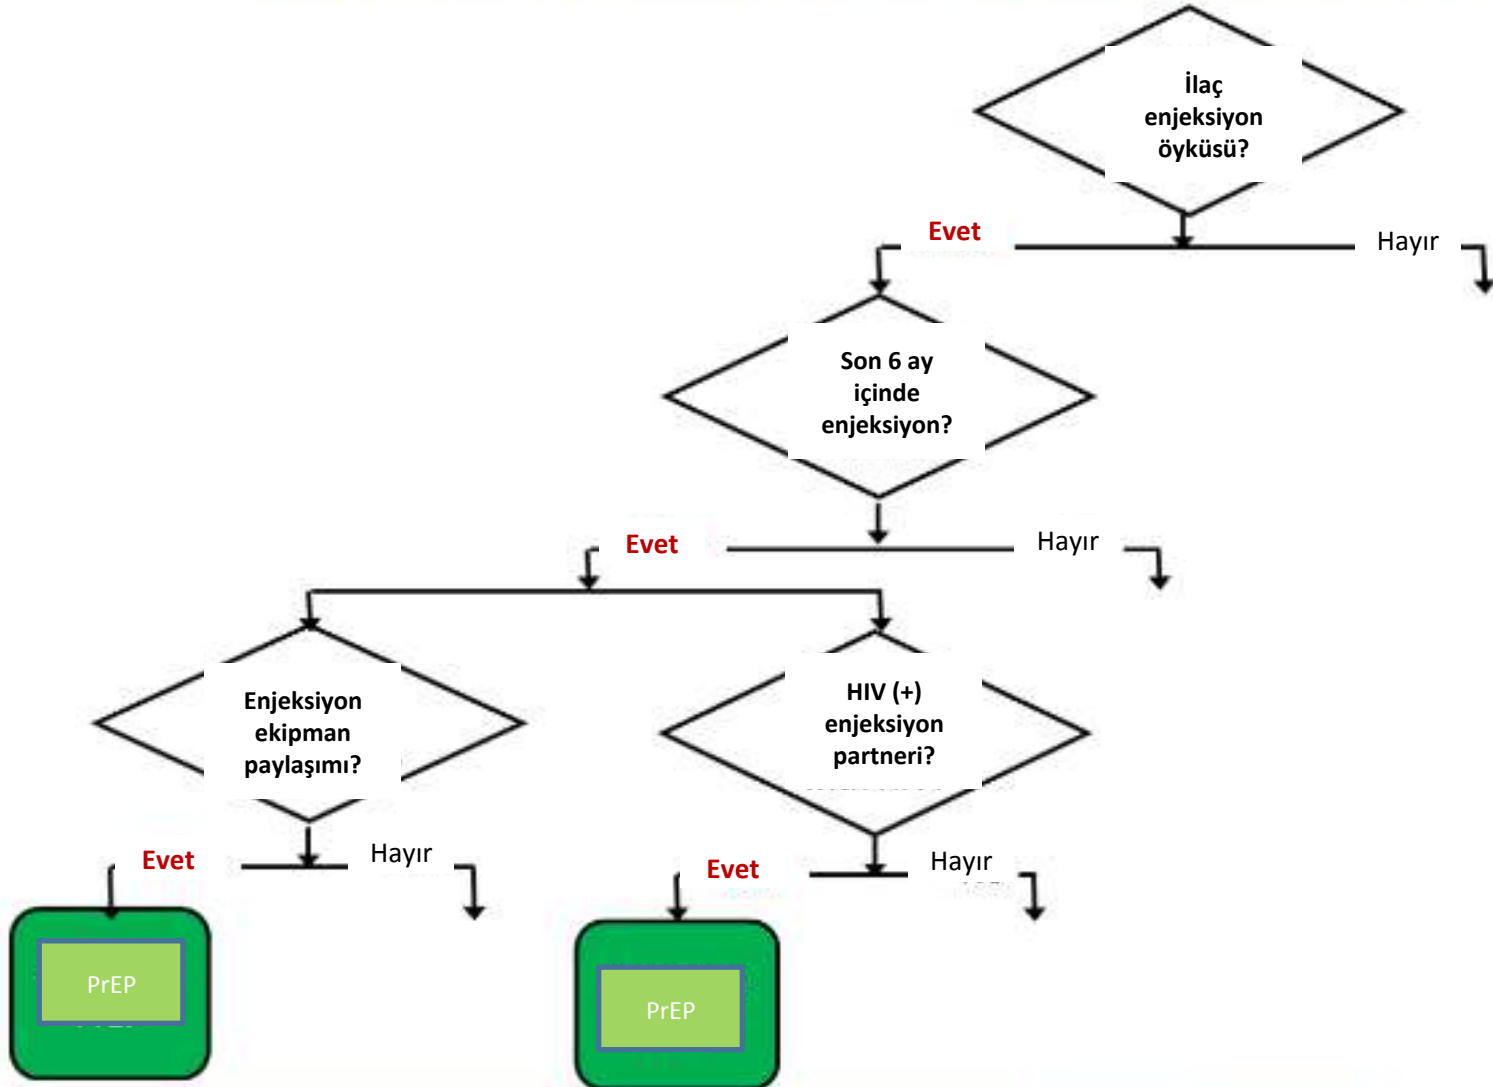 İlaç
enjeksiyon
öyküsü?
Evet
Hayır
Son 6 ay
içinde
enjeksiyon?
Evet
Hayır
Enjeksiyon
ekipman
paylaşımı?
HIV (+)
enjeksiyon
partneri?
Evet
Hayır
Evet
Hayır
PrEP
PrEP